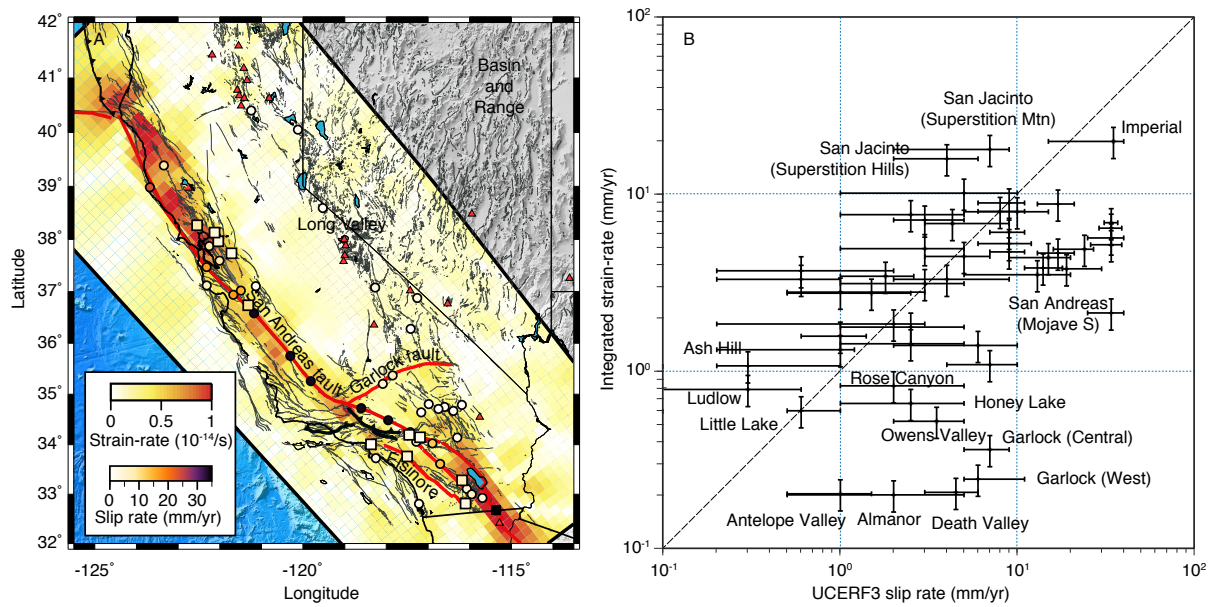 A
42˚
41˚
40˚
39˚
38˚
37˚
36˚
35˚
34˚
33˚
32˚
Latitude
-125˚
-120˚
-115˚
Longitude
Basin
and
Range
Long Valley
San Andreas fault
Garlock fault
Elsinore
0
0.5
1
Strain-rate (10⁻¹⁴/s)
0
10
20
30
Slip rate (mm/yr)
B
10²
10¹
10⁰
10⁻¹
Integrated strain-rate (mm/yr)
10⁻¹
10⁰
10¹
10²
UCERF3 slip rate (mm/yr)
San Jacinto
(Superstition Mtn)
Imperial
San Jacinto
(Superstition Hills)
San Andreas
(Mojave S)
Ash Hill
Rose Canyon
Ludlow
Honey Lake
Little Lake
Owens Valley
Garlock (Central)
Garlock (West)
Antelope Valley
Almanor
Death Valley